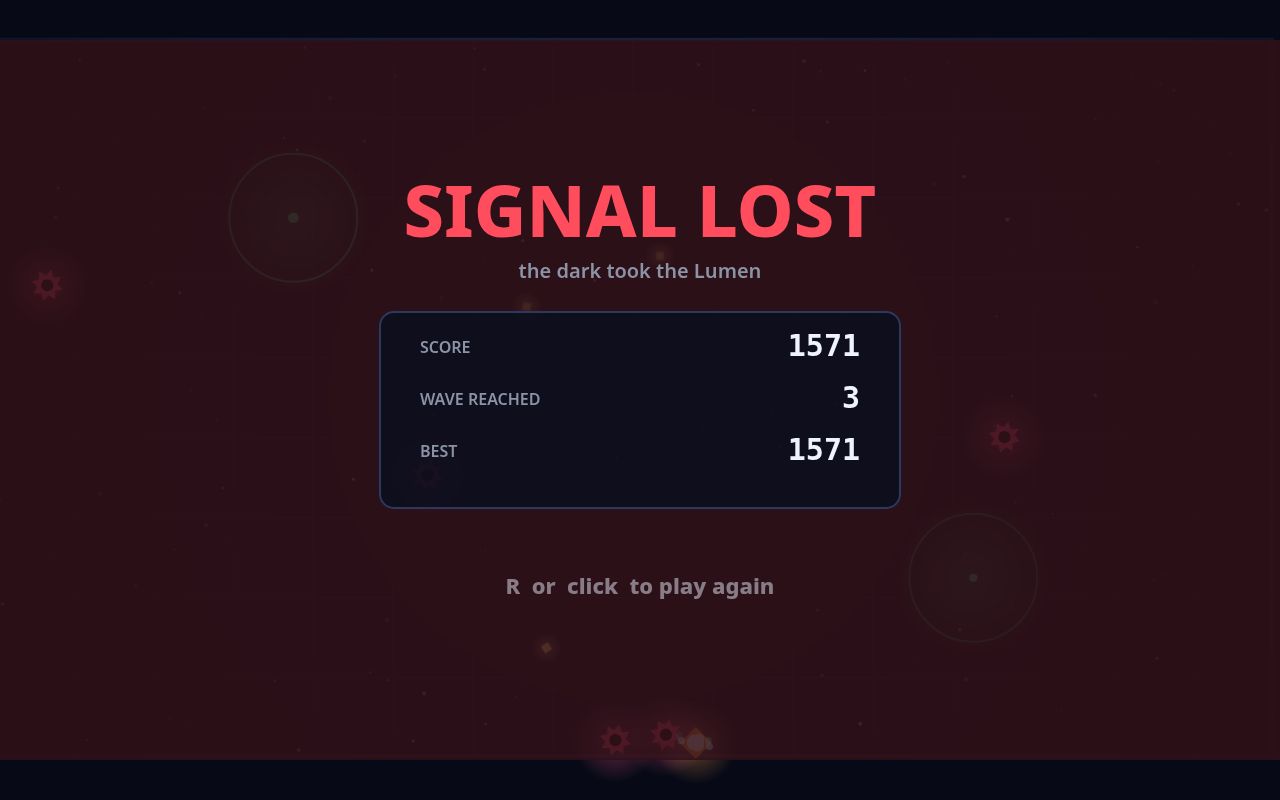 SIGNAL LOST
the dark took the Lumen
SCORE 1571
WAVE REACHED 3
BEST 1571
R or click to play again